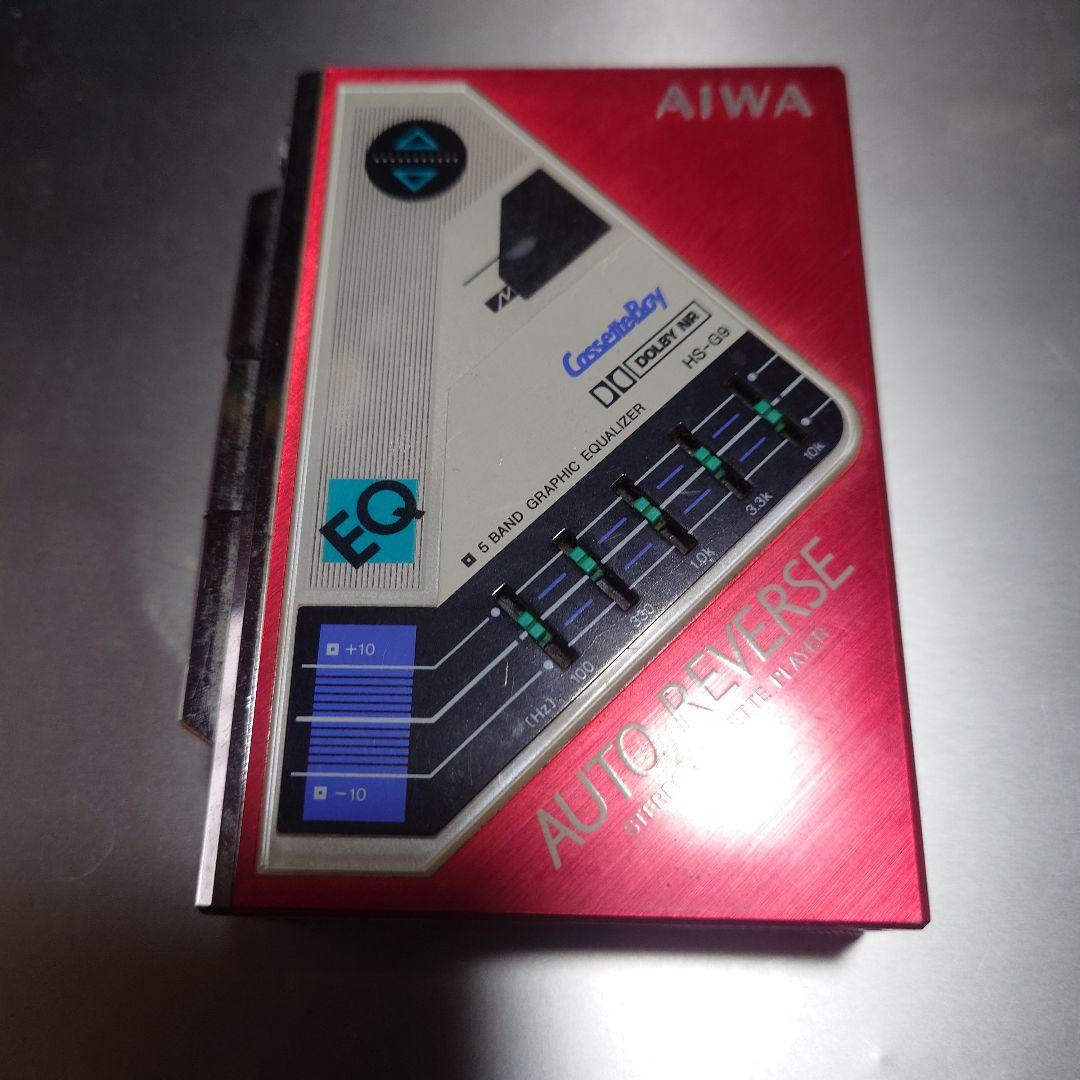 AIWA
CassetteBoy
DOLBY NR
HS-G9
5 BAND GRAPHIC EQUALIZER
EQ
+10
-10
(Hz) 100 330 1.0k 3.3k 10k
AUTO REVERSE
PLAYER